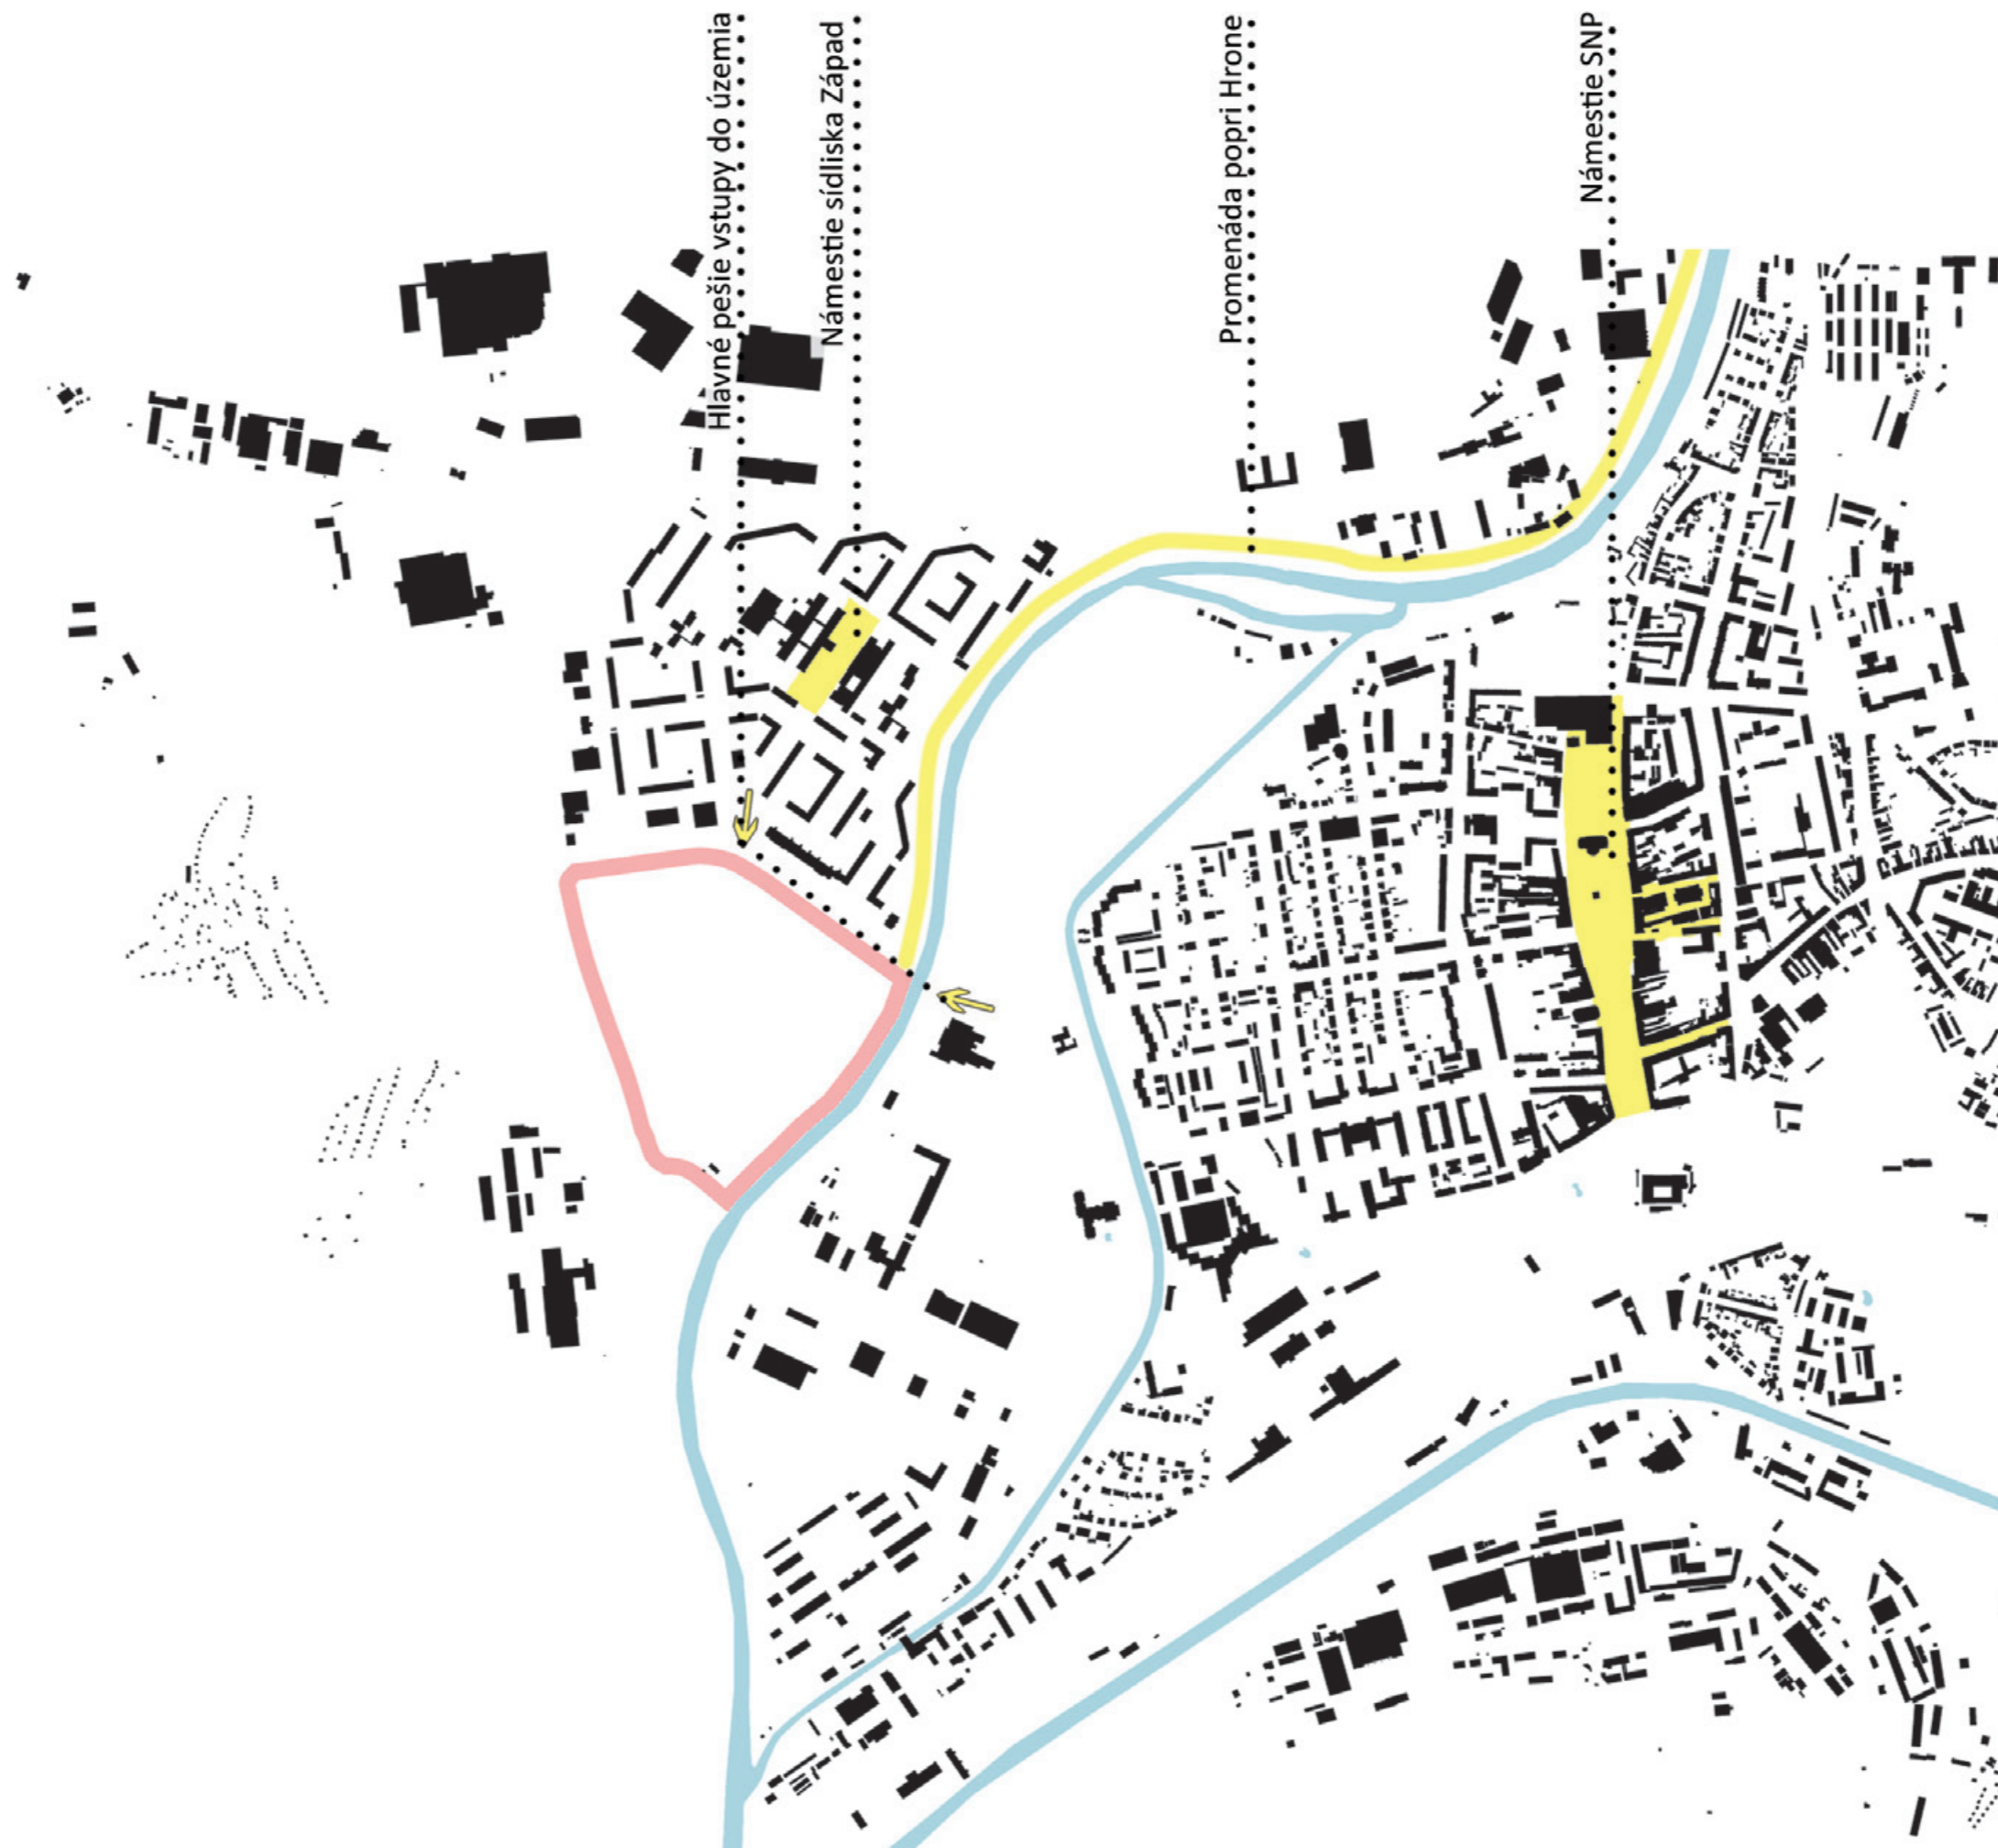 Hlavné pešie vstupy do územia
Námestie sídliska Západ
Promenáda popri Hrone
Námestie SNP